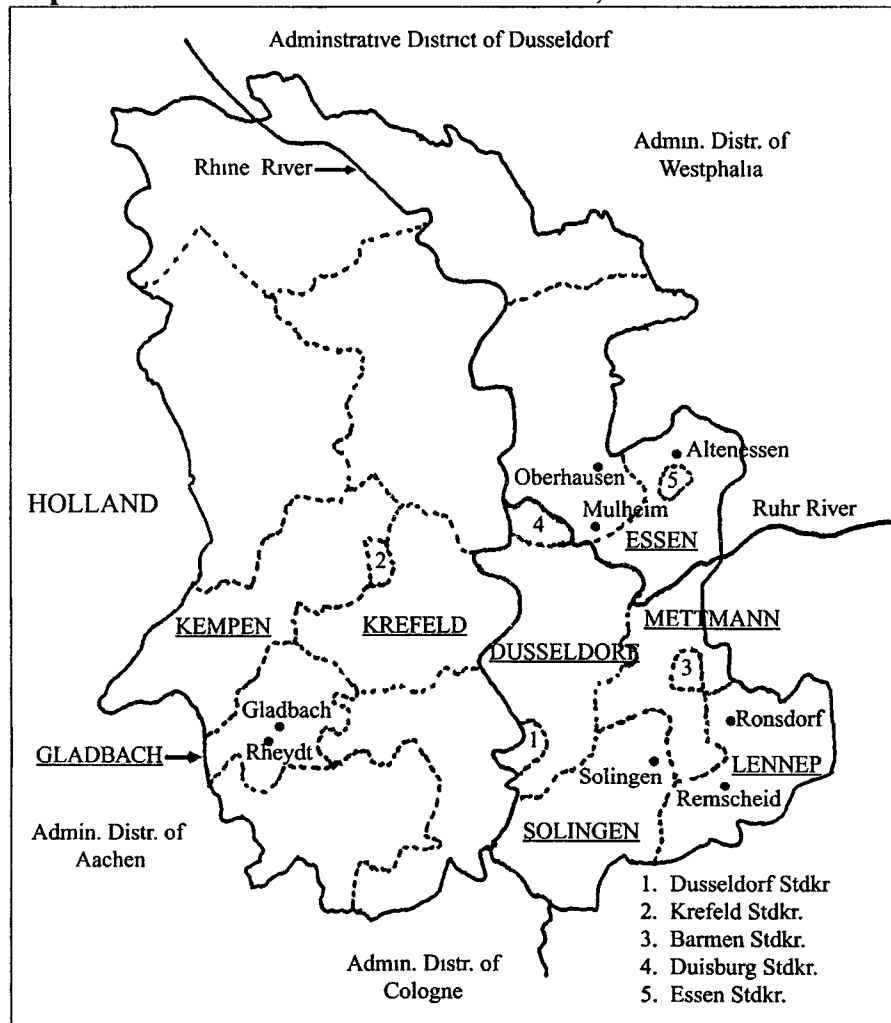 Adminstrative District of Dusseldorf
Admin. Distr. of
Westphalia
Rhine River
Altenessen
Oberhausen
5
HOLLAND
4
Mulheim
Ruhr River
ESSEN
2
KEMPEN
KREFELD
METTMANN
DUSSELDORF
3
Gladbach
Ronsdorf
GLADBACH
Rheydt
1
Solingen
LENNEP
Remscheid
SOLINGEN
Admin. Distr. of
Aachen
1. Dusseldorf Stdkr
2. Krefeld Stdkr.
3. Barmen Stdkr.
4. Duisburg Stdkr.
5. Essen Stdkr.
Admin. Distr. of
Cologne